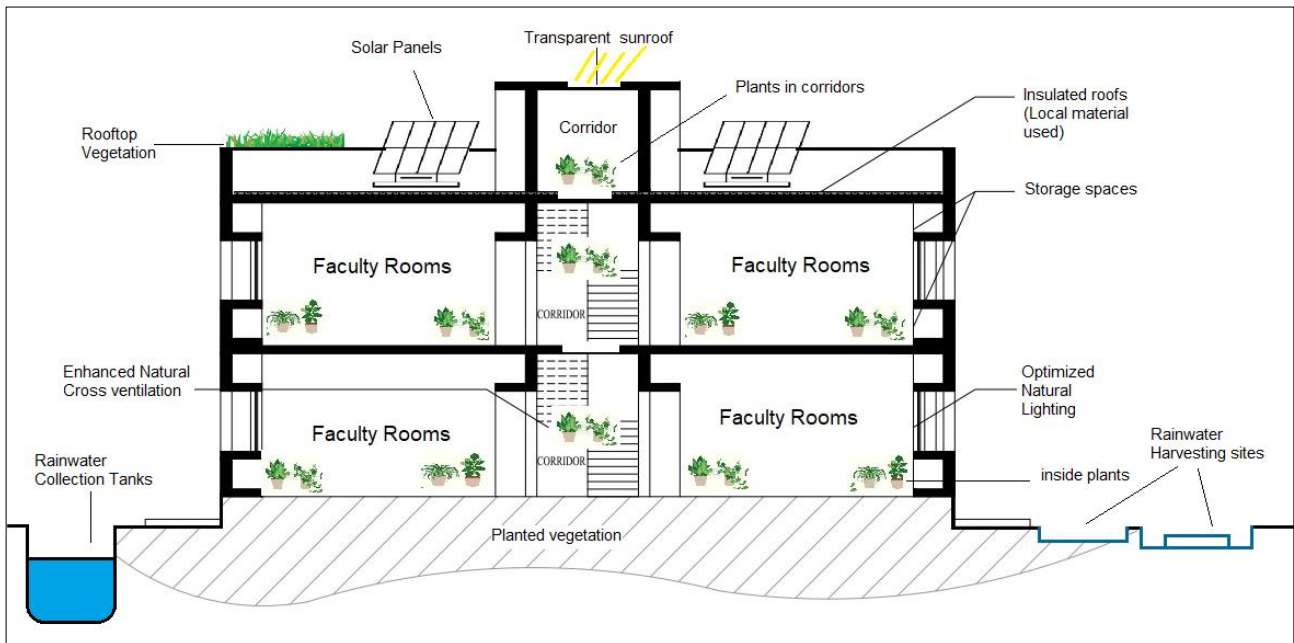 Transparent sunroof
Solar Panels
Plants in corridors
Insulated roofs
(Local material
used)
Rooftop
Vegetation
Corridor
Storage spaces
Faculty Rooms
Faculty Rooms
CORRIDOR
Enhanced Natural
Cross ventilation
Optimized
Natural
Lighting
Faculty Rooms
Faculty Rooms
Rainwater
Harvesting sites
Rainwater
Collection Tanks
CORRIDOR
inside plants
Planted vegetation